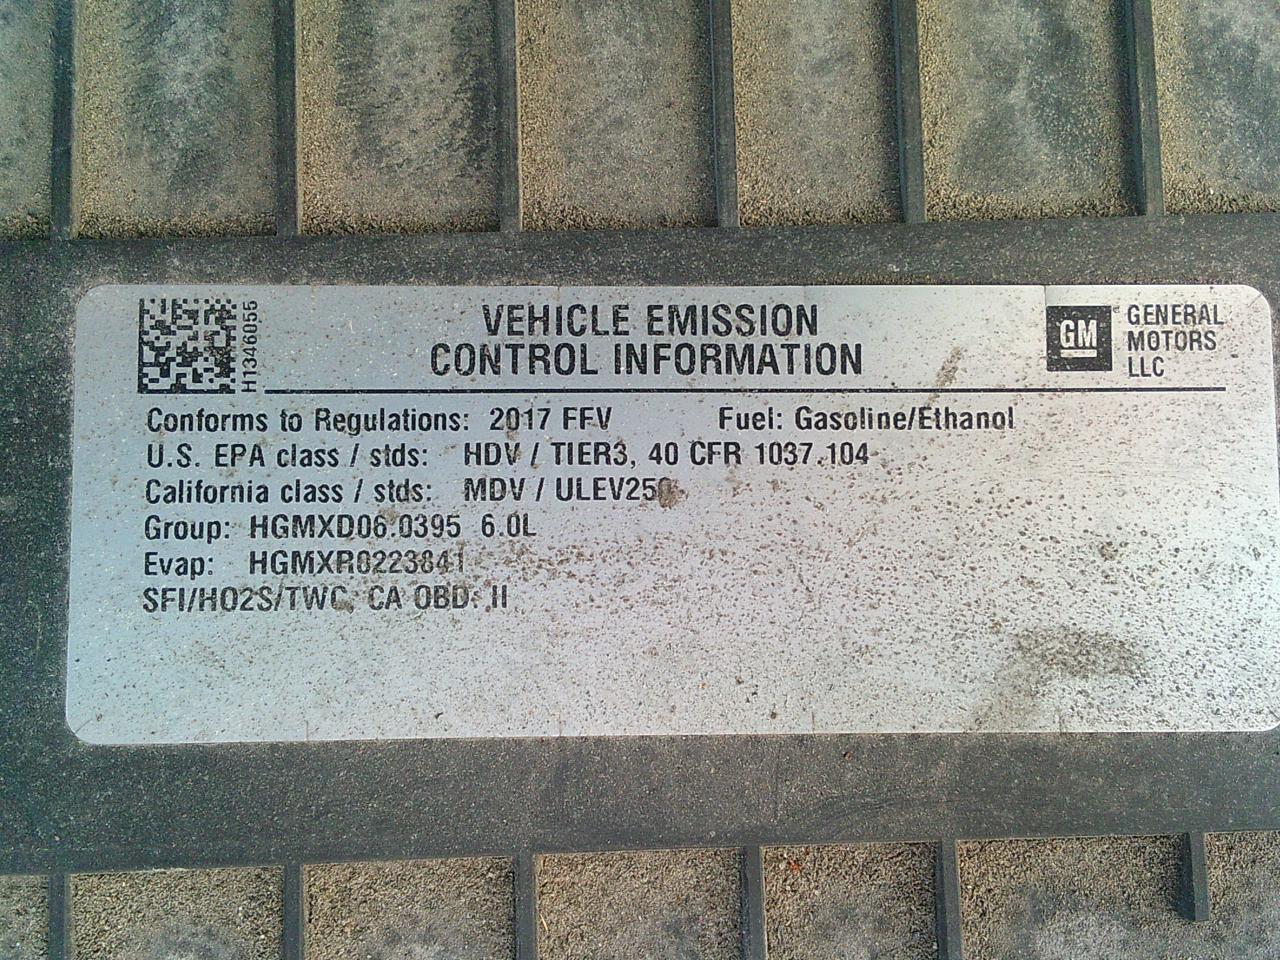 H1346055
VEHICLE EMISSION
CONTROL INFORMATION
GM
GENERAL
MOTORS
LLC
Conforms to Regulations: 2017 FFV Fuel: Gasoline/Ethanol
U.S. EPA class / stds: HDV / TIER3, 40 CFR 1037.104
California class / stds: MDV / ULEV250
Group: HGMXD06.0395 6.0L
Evap: HGMXR0223841
SFI/HO2S/TWC, CA OBD II